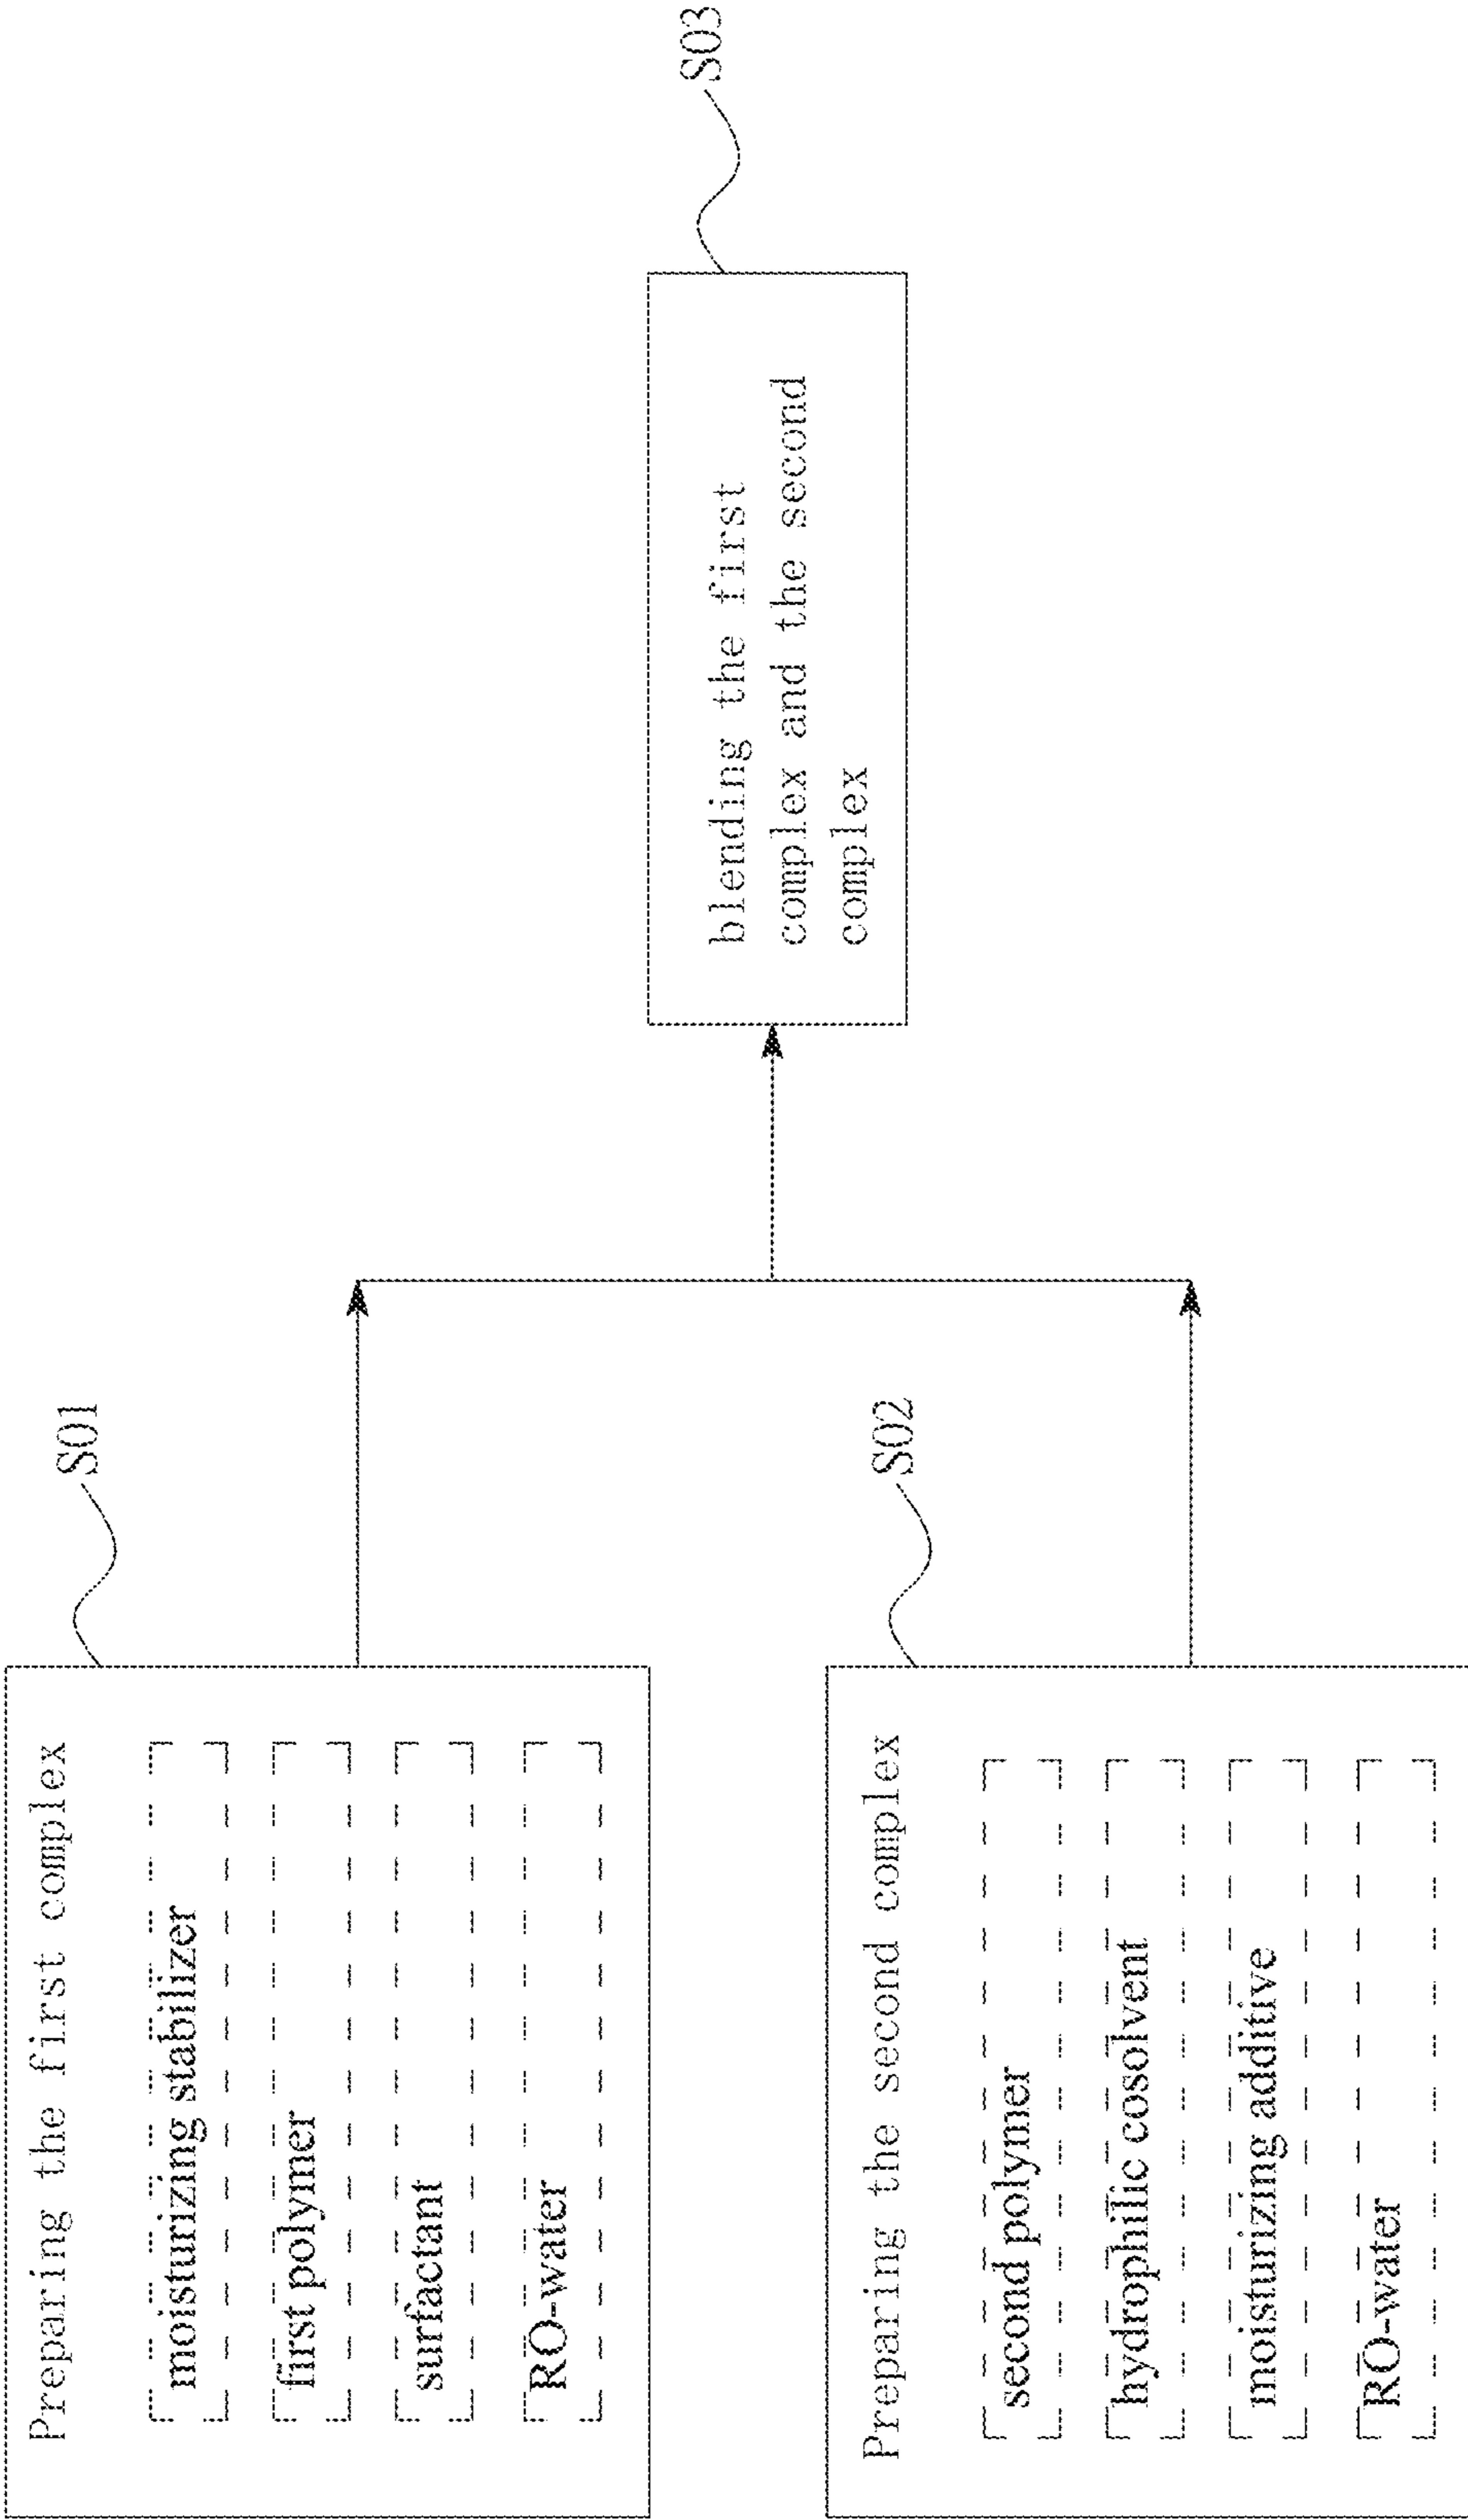 Preparing the first complex
moisturizing stabilizer
first polymer
surfactant
RO-water
S01
Preparing the second complex
second polymer
hydrophilic cosolvent
moisturizing additive
RO-water
S02
blending the first
complex and the second
complex
S03